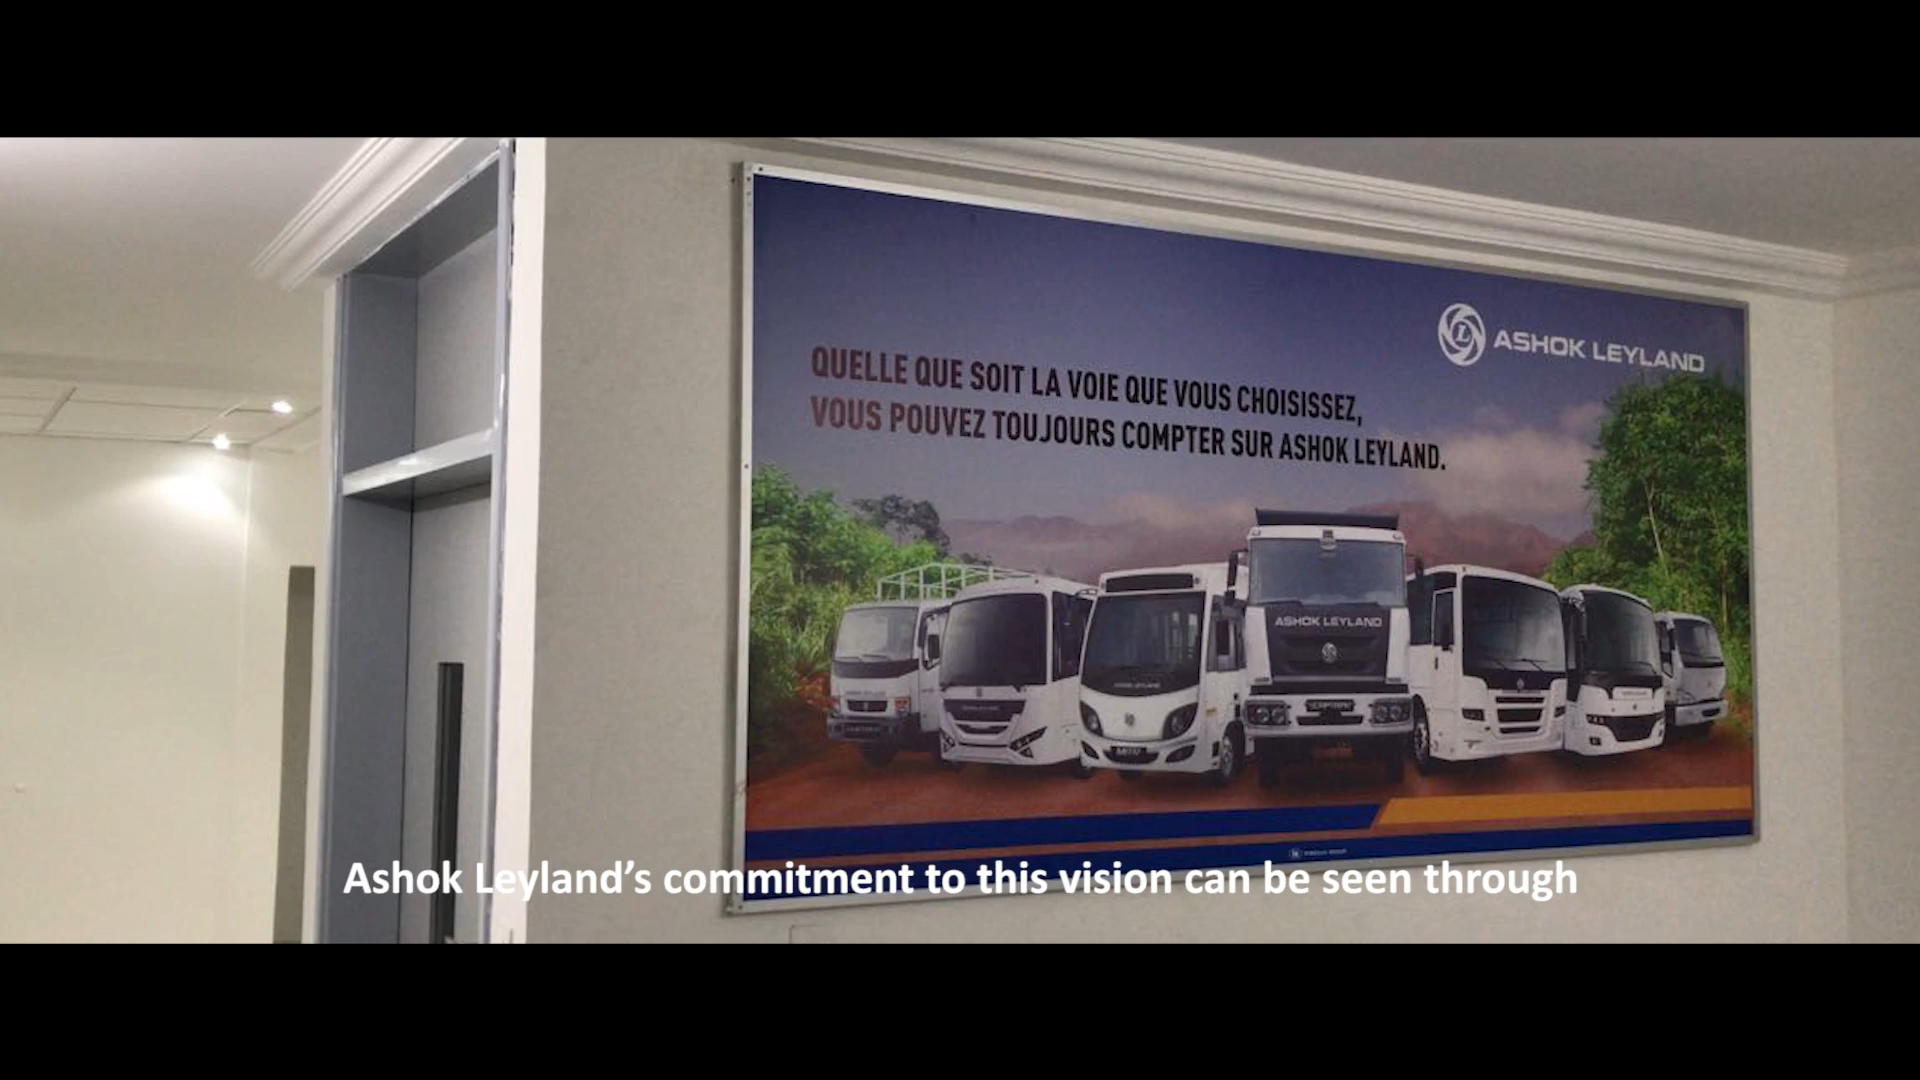 ASHOK LEYLAND
QUELLE QUE SOIT LA VOIE QUE VOUS CHOISISSEZ,
VOUS POUVEZ TOUJOURS COMPTER SUR ASHOK LEYLAND.
ASHOK LEYLAND
Ashok Leyland’s commitment to this vision can be seen through